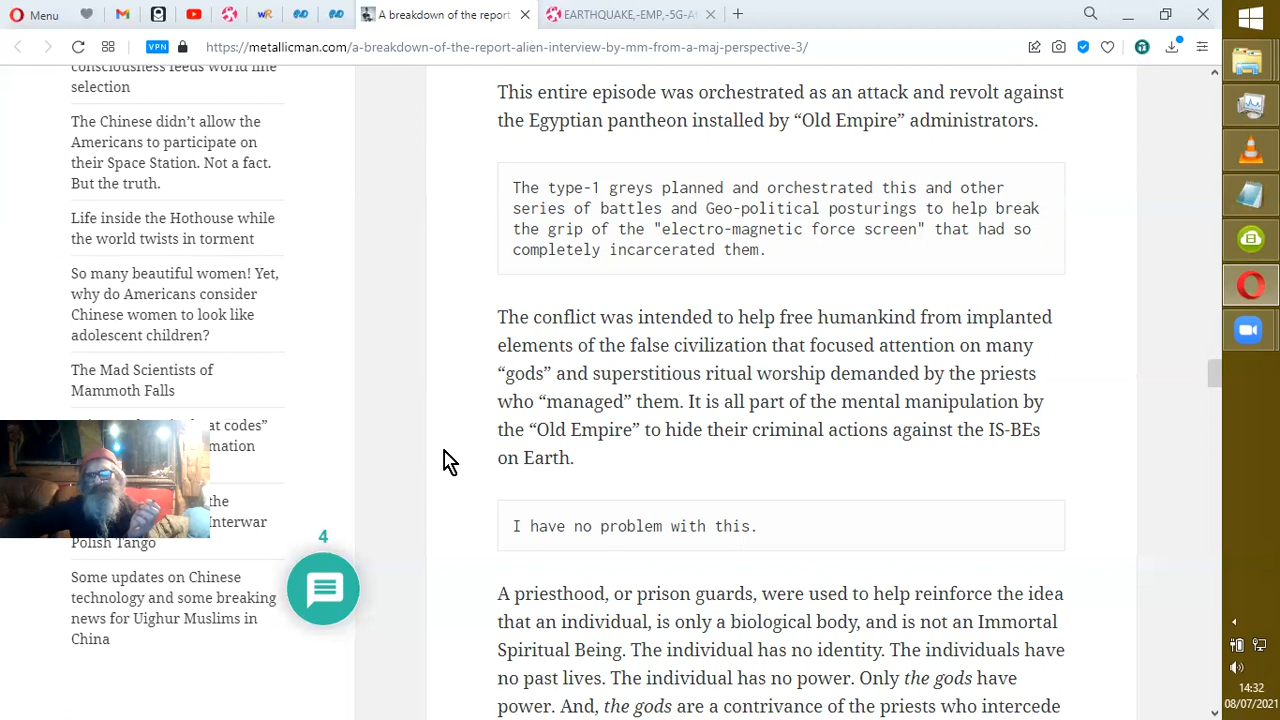 Menu
A breakdown of the report
EARTHQUAKE,-EMP,-5G-A
VPN
https://metallicman.com/a-breakdown-of-the-report-alien-interview-by-mm-from-a-maj-perspective-3/
consciousness feeds world line
selection
The Chinese didn’t allow the
Americans to participate on
their Space Station. Not a fact.
But the truth.
Life inside the Hothouse while
the world twists in torment
So many beautiful women! Yet,
why do Americans consider
Chinese women to look like
adolescent children?
The Mad Scientists of
Mammoth Falls
at codes”
mation
the
Interwar
Polish Tango
Some updates on Chinese
technology and some breaking
news for Uighur Muslims in
China
4
This entire episode was orchestrated as an attack and revolt against
the Egyptian pantheon installed by “Old Empire” administrators.
The type-1 greys planned and orchestrated this and other
series of battles and Geo-political posturings to help break
the grip of the "electro-magnetic force screen" that had so
completely incarcerated them.
The conflict was intended to help free humankind from implanted
elements of the false civilization that focused attention on many
“gods” and superstitious ritual worship demanded by the priests
who “managed” them. It is all part of the mental manipulation by
the “Old Empire” to hide their criminal actions against the IS-BEs
on Earth.
I have no problem with this.
A priesthood, or prison guards, were used to help reinforce the idea
that an individual, is only a biological body, and is not an Immortal
Spiritual Being. The individual has no identity. The individuals have
no past lives. The individual has no power. Only the gods have
power. And, the gods are a contrivance of the priests who intercede
14:32
08/07/2021